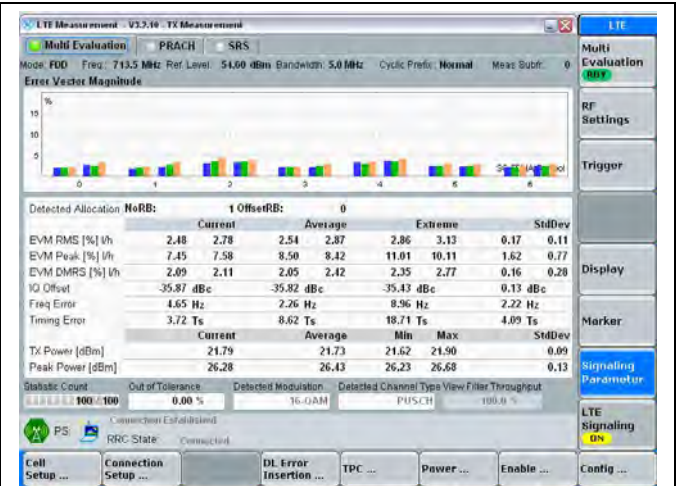 LTE Measurement - V3.2.10 - TX Measurement
LTE
Multi Evaluation PRACH SRS
Mode: FDD Freq.: 713.5 MHz Ref. Level: 54.00 dBm Bandwidth: 5.0 MHz Cyclic Prefix: Normal Meas Subfr.: 0
Error Vector Magnitude
%
15
10
5
0 1 2 3 4 5 6
Detected Allocation NoRB: 1 OffsetRB: 0
Current Average Extreme StdDev
EVM RMS [%] l/h 2.48 2.78 2.54 2.87 2.86 3.13 0.17 0.11
EVM Peak [%] l/h 7.45 7.58 8.50 8.42 11.01 10.11 1.62 0.77
EVM DMRS [%] l/h 2.09 2.11 2.05 2.42 2.35 2.77 0.16 0.28
IQ Offset -35.87 dBc -35.82 dBc -35.43 dBc 0.13 dBc
Freq Error 4.65 Hz 2.26 Hz 8.96 Hz 2.22 Hz
Timing Error 3.72 Ts 8.62 Ts 18.71 Ts 4.09 Ts
Current Average Min Max StdDev
TX Power [dBm] 21.79 21.73 21.62 21.90 0.09
Peak Power [dBm] 26.28 26.43 26.23 26.68 0.13
Statistic Count Out of Tolerance Detected Modulation Detected Channel Type View Filter Throughput
100 / 100 0.00 % 16-QAM PUSCH 100.0 %
PS: Connection Established
RRC State: Connected
Multi
Evaluation
RDY
RF
Settings
Trigger
Display
Marker
Signaling
Parameter
LTE
Signaling
ON
Cell
Setup ...
Connection
Setup ...
DL Error
Insertion ...
TPC ...
Power ...
Enable ...
Config ...